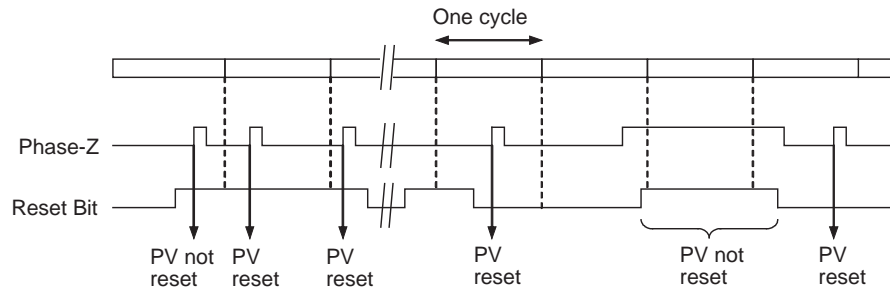 One cycle
Phase-Z
Reset Bit
PV not
reset
PV
reset
PV
reset
PV
reset
PV not
reset
PV
reset